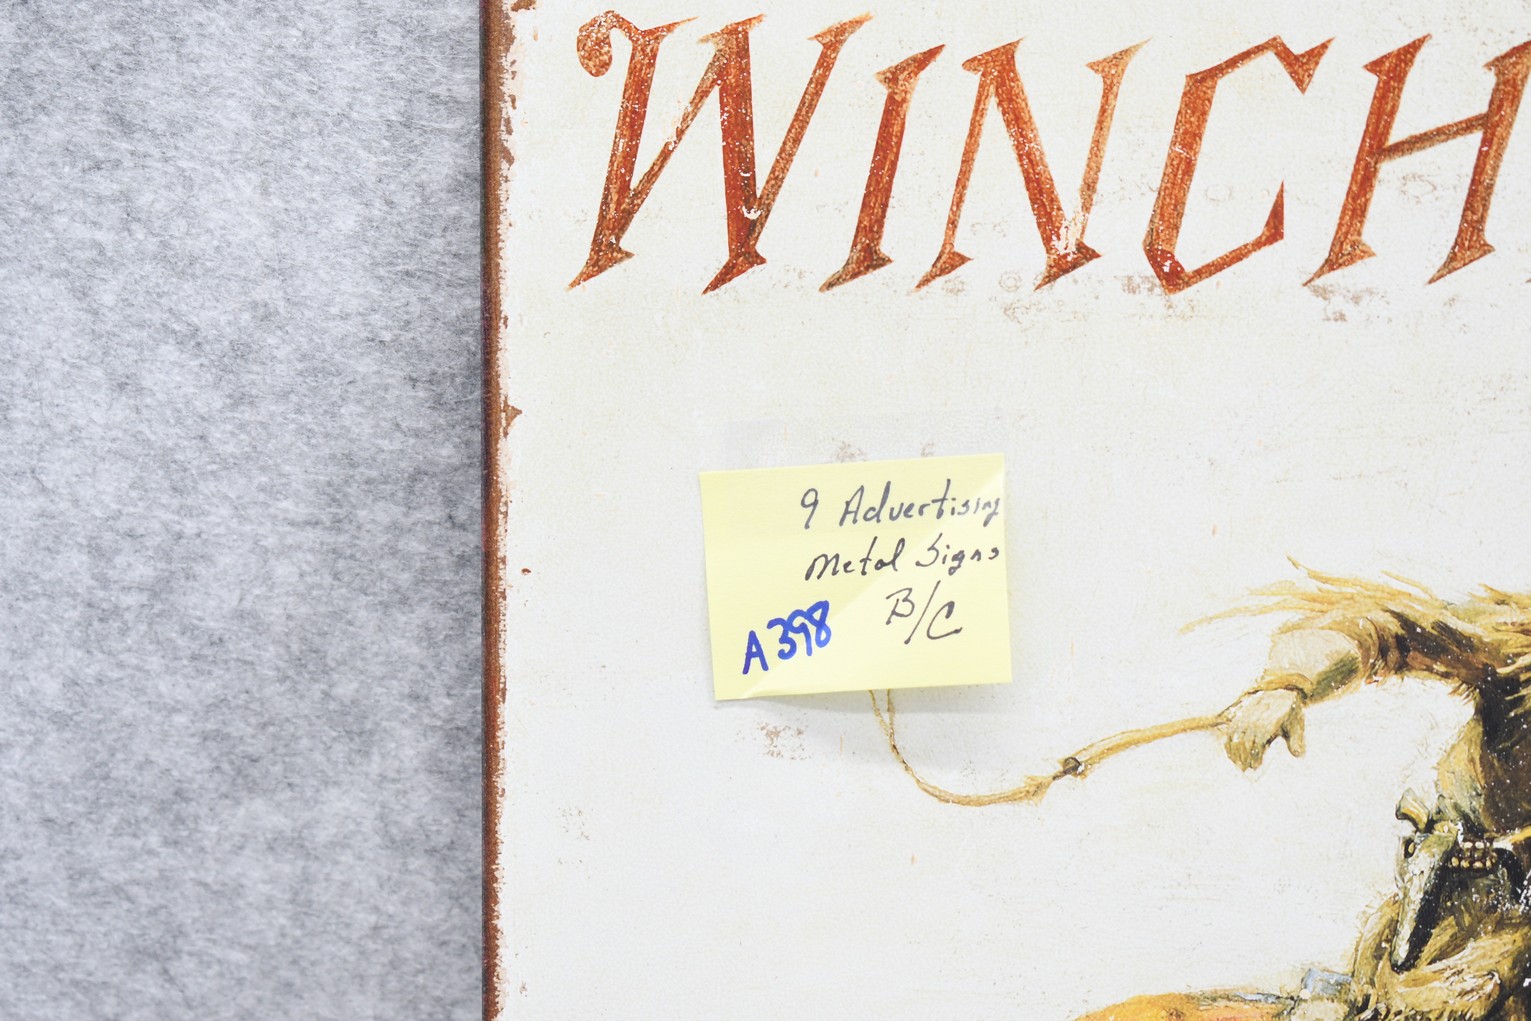 WINCH
9 Advertising
Metal Signs
B/C
A398